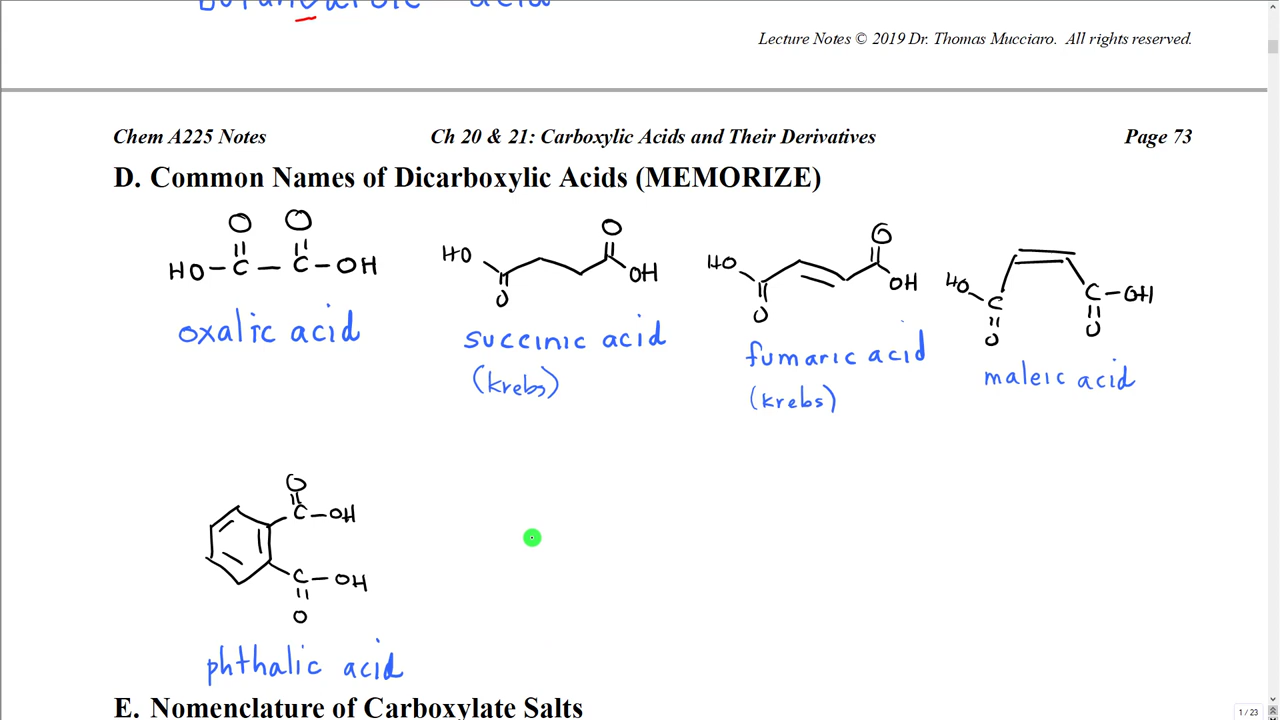 Lecture Notes © 2019 Dr. Thomas Mucciaro. All rights reserved.
Chem A225 Notes Ch 20 & 21: Carboxylic Acids and Their Derivatives Page 73
D. Common Names of Dicarboxylic Acids (MEMORIZE)
O O
HO-C-C-OH
oxalic acid
HO O OH O
succinic acid
(krebs)
HO O OH O
fumaric acid
(krebs)
HO C O C OH O
maleic acid
O
C-OH
C-OH
O
phthalic acid
E. Nomenclature of Carboxylate Salts
1 / 23